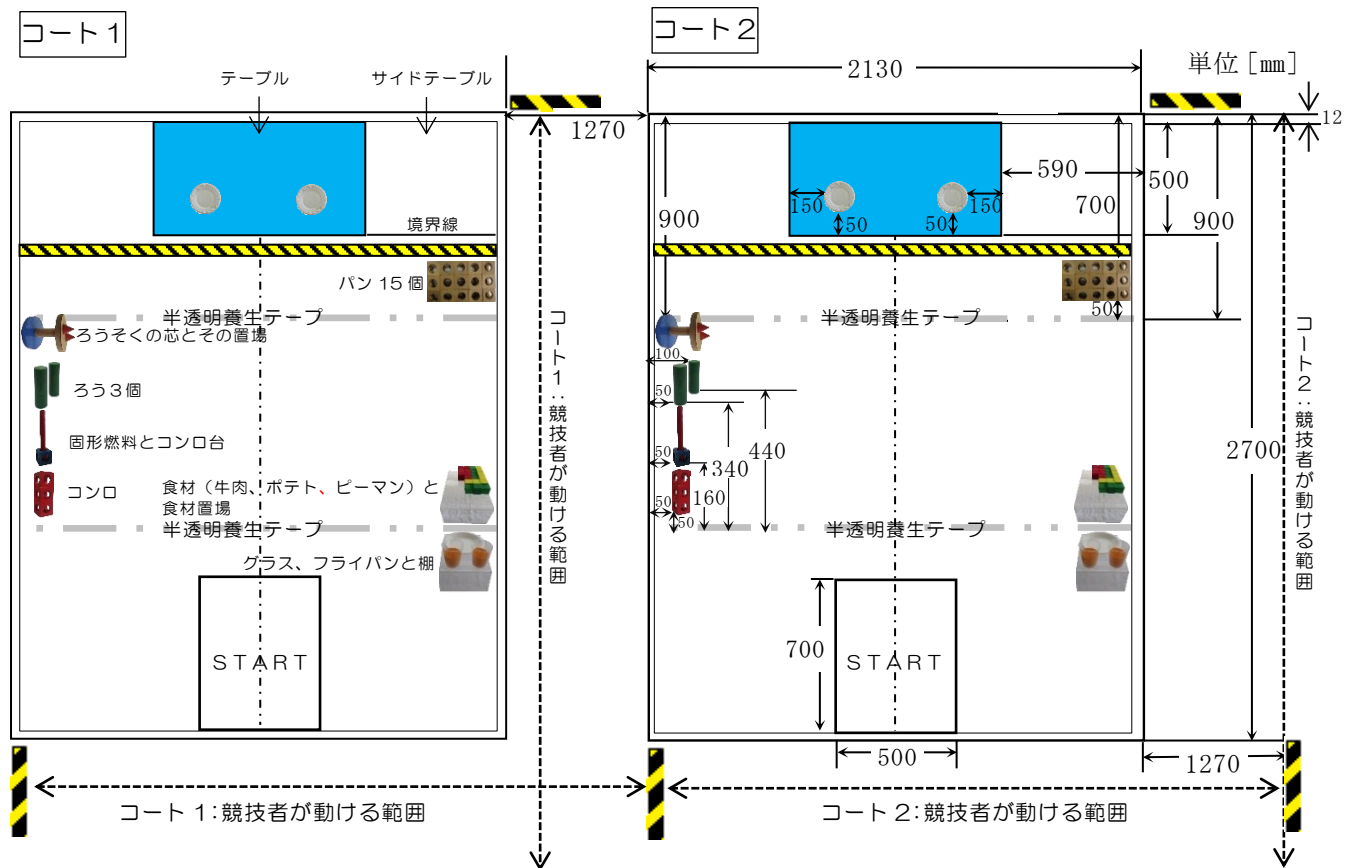 コート1
コート2
単位［mm］
テーブル
サイドテーブル
2130
1270
12
590
500
150
150
50
50
900
700
900
境界線
パン 15 個
50
半透明養生テープ
半透明養生テープ
ろうそくの芯とその置場
100
ろう3個
50
固形燃料とコンロ台
440
340
2700
50
160
コンロ
食材（牛肉、ポテト、ピーマン）と
食材置場
50
50
半透明養生テープ
半透明養生テープ
グラス、フライパンと棚
コート1：競技者が動ける範囲
コート2：競技者が動ける範囲
START
700
START
500
1270
コート 1：競技者が動ける範囲
コート 2：競技者が動ける範囲